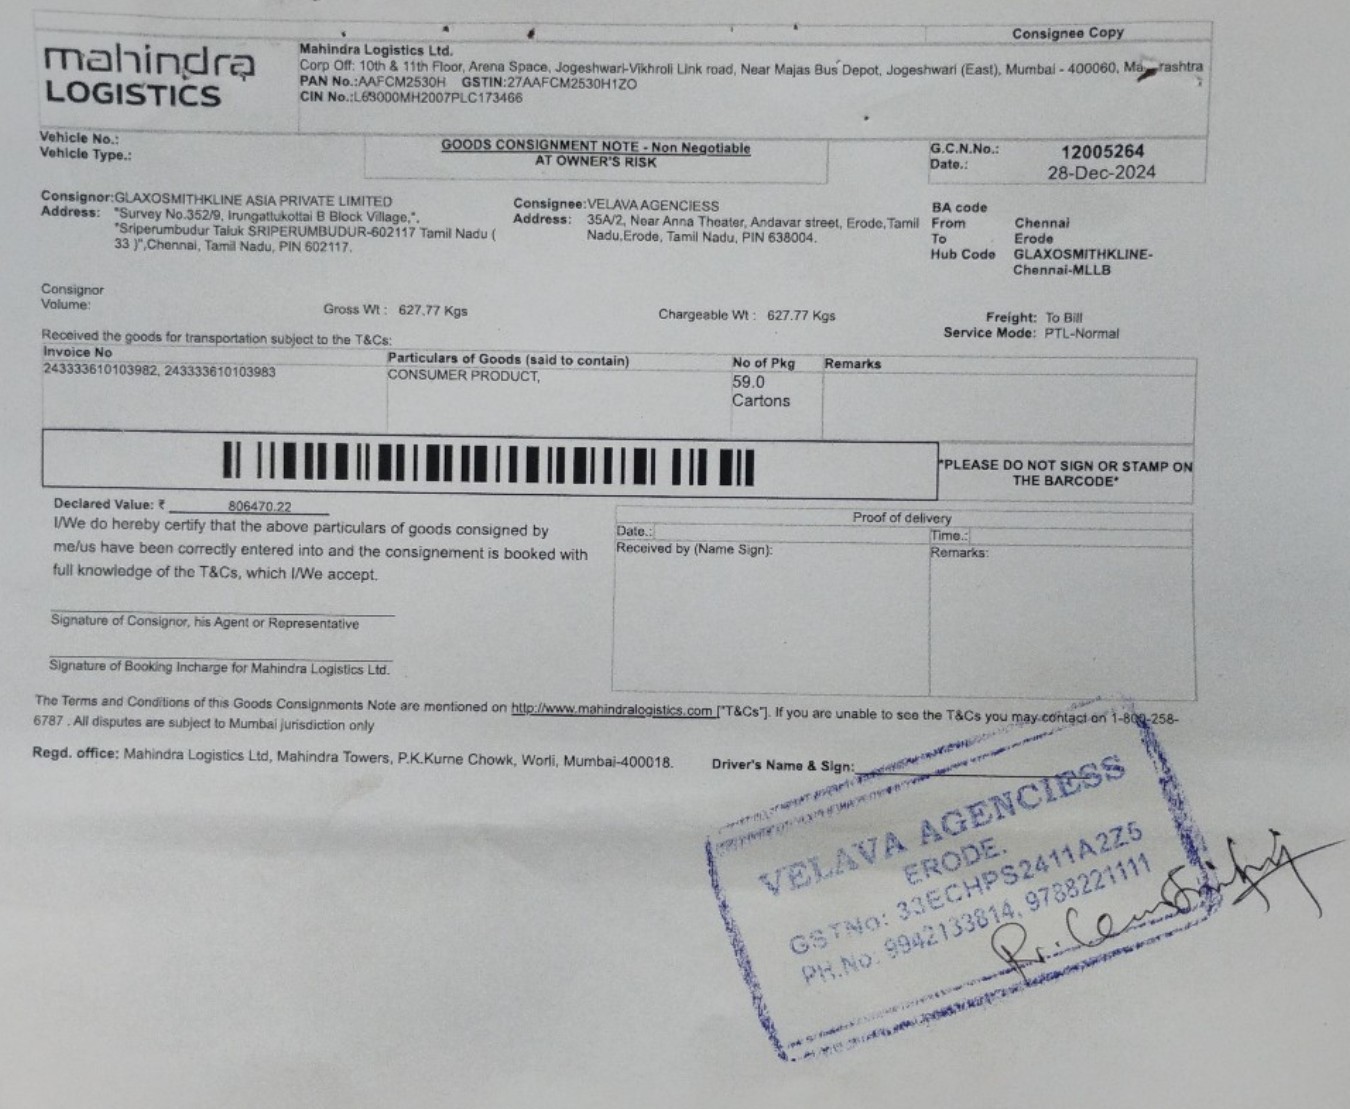 Consignee Copy
mahindra
LOGISTICS
Mahindra Logistics Ltd.
Corp Off: 10th & 11th Floor, Arena Space, Jogeshwari-Vikhroli Link road, Near Majas Bus Depot, Jogeshwari (East), Mumbai - 400060, Ma rashtra
PAN No.:AAFCM2530H GSTIN:27AAFCM2530H1ZO
CIN No.:L63000MH2007PLC173466
Vehicle No.:
Vehicle Type.:
GOODS CONSIGNMENT NOTE - Non Negotiable
AT OWNER'S RISK
G.C.N.No.: 12005264
Date.: 28-Dec-2024
Consignor:GLAXOSMITHKLINE ASIA PRIVATE LIMITED
Address: "Survey No.352/9, Irungattukottai B Block Village,",
"Sriperumbudur Taluk SRIPERUMBUDUR-602117 Tamil Nadu (
33 )",Chennai, Tamil Nadu, PIN 602117.
Consignee:VELAVA AGENCIESS
Address: 35A/2, Near Anna Theater, Andavar street, Erode,Tamil
Nadu,Erode, Tamil Nadu, PIN 638004.
BA code
From Chennai
To Erode
Hub Code GLAXOSMITHKLINE-
Chennai-MLLB
Consignor
Volume:
Gross Wt : 627.77 Kgs
Chargeable Wt : 627.77 Kgs
Freight: To Bill
Service Mode: PTL-Normal
Received the goods for transportation subject to the T&Cs:
Invoice No Particulars of Goods (said to contain) No of Pkg Remarks
243333610103982, 243333610103983 CONSUMER PRODUCT, 59.0
Cartons
*PLEASE DO NOT SIGN OR STAMP ON
THE BARCODE*
Declared Value: ₹ 806470.22
I/We do hereby certify that the above particulars of goods consigned by
me/us have been correctly entered into and the consignement is booked with
full knowledge of the T&Cs, which I/We accept.
Proof of delivery
Date.: Time.:
Received by (Name Sign): Remarks:
Signature of Consignor, his Agent or Representative
Signature of Booking Incharge for Mahindra Logistics Ltd.
The Terms and Conditions of this Goods Consignments Note are mentioned on http://www.mahindralogistics.com ["T&Cs"]. If you are unable to see the T&Cs you may contact on 1-800-258-
6787 . All disputes are subject to Mumbai jurisdiction only
Regd. office: Mahindra Logistics Ltd, Mahindra Towers, P.K.Kurne Chowk, Worli, Mumbai-400018.
Driver's Name & Sign:
VELAVA AGENCIESS
ERODE.
GSTNo: 33ECHPS2411A2Z5
PH.No: 9942133814, 9788221111